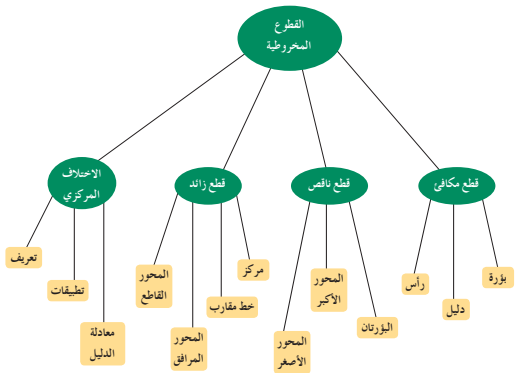 القطوع
المخروطية
قطع مكافئ
قطع ناقص
قطع زائد
الاختلاف
المركزي
بؤرة
دليل
رأس
البؤرتان
المحور
الأكبر
المحور
الأصغر
مركز
خط مقارب
المحور
المرافق
المحور
القاطع
معادلة
الدليل
تطبيقات
تعريف